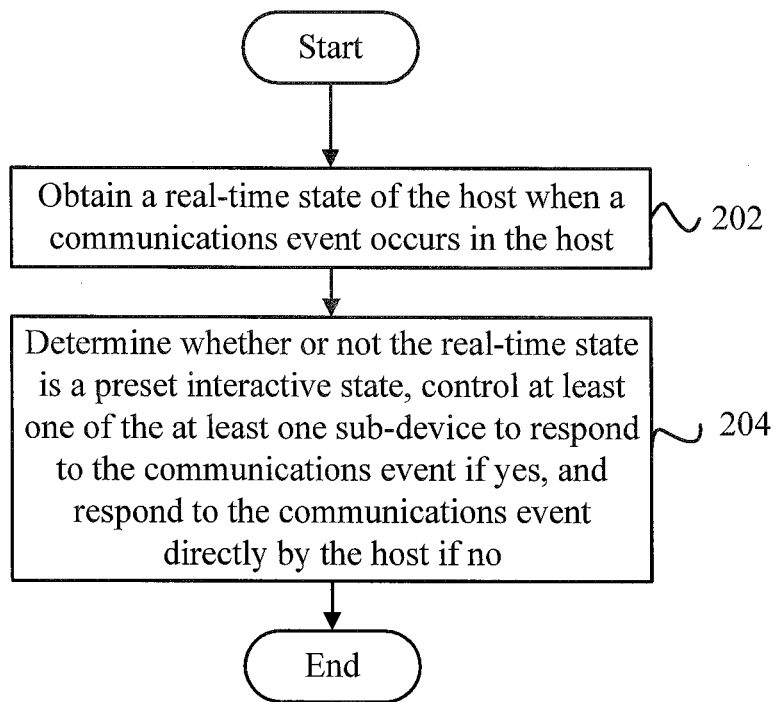 Start
Obtain a real-time state of the host when a
communications event occurs in the host
202
Determine whether or not the real-time state
is a preset interactive state, control at least
one of the at least one sub-device to respond
to the communications event if yes, and
respond to the communications event
directly by the host if no
204
End